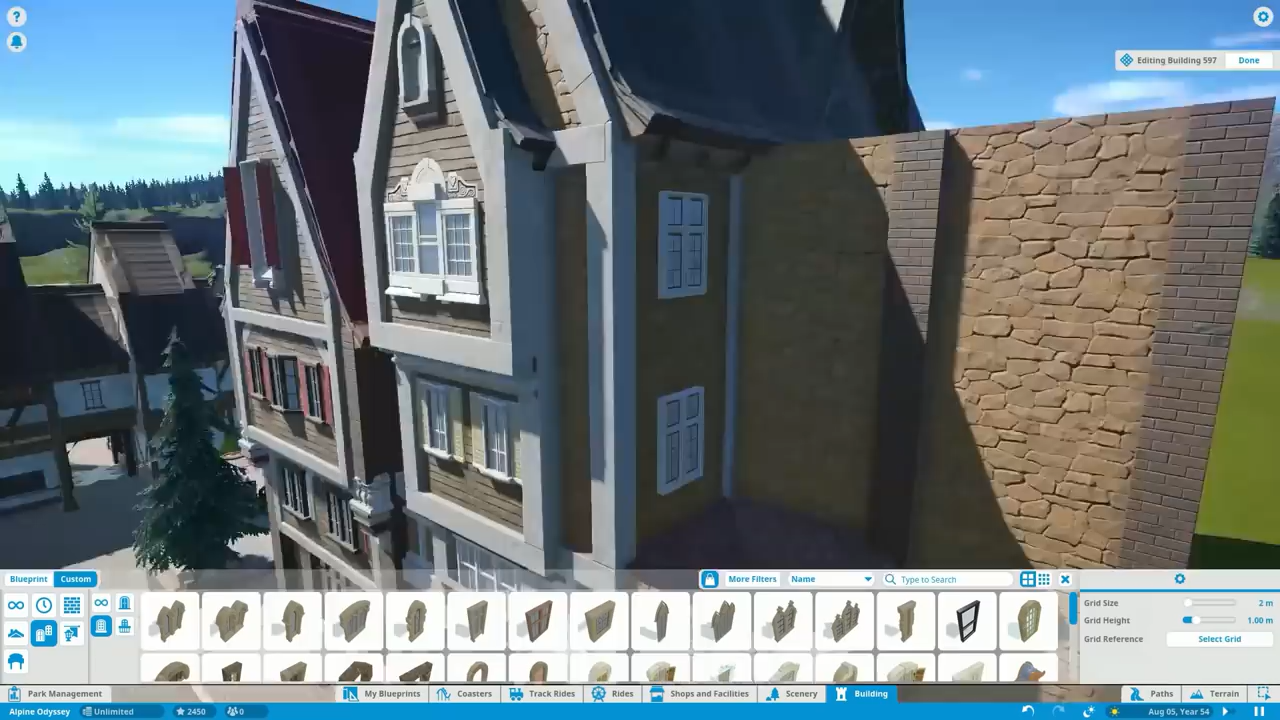 ?
Editing Building 597 Done
Blueprint Custom More Filters Name Type to Search
Grid Size 2 m
Grid Height 1.00 m
Grid Reference Select Grid
Park Management My Blueprints Coasters Track Rides Rides Shops and Facilities Scenery Building Paths Terrain
Alpine Odyssey Unlimited 2450 0 Aug 05, Year 54